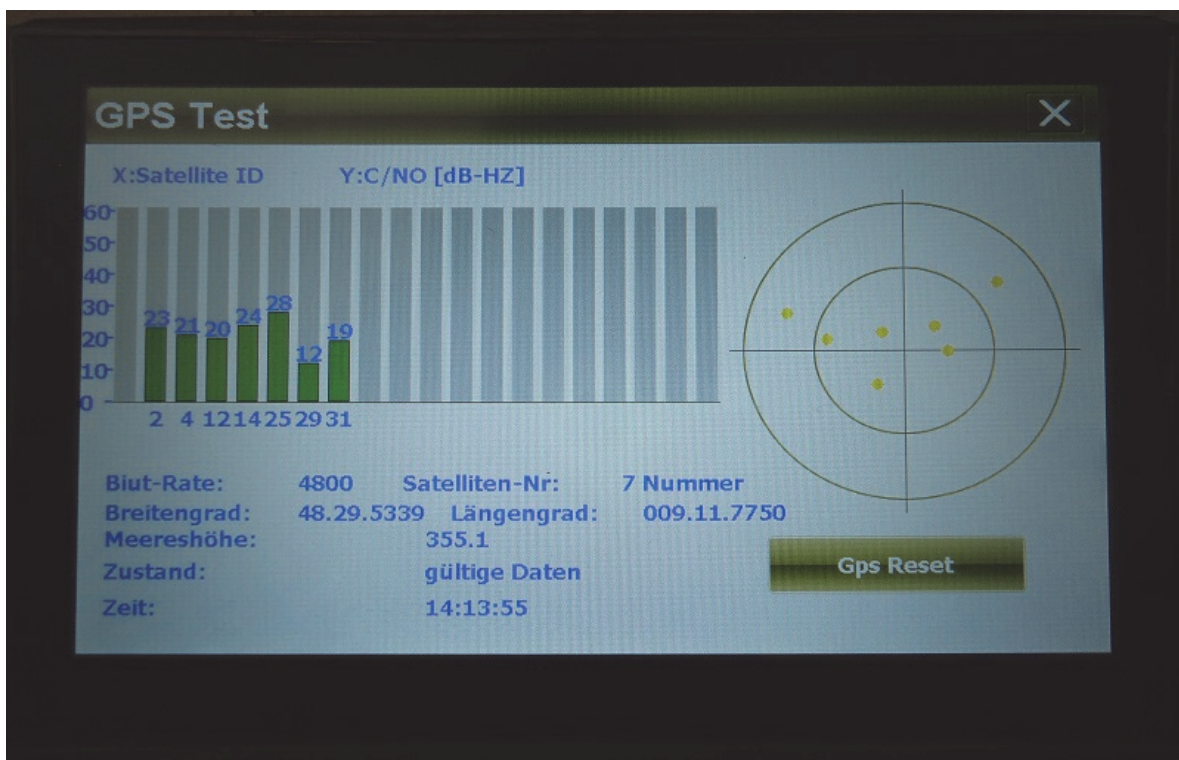 GPS Test
X:Satellite ID Y:C/NO [dB-HZ]
60
50
40
30
20
10
0
23 21 20 24 28 12 19
2 4 12 14 25 29 31
Biut-Rate: 4800 Satelliten-Nr: 7 Nummer
Breitengrad: 48.29.5339 Längengrad: 009.11.7750
Meereshöhe: 355.1
Zustand: gültige Daten
Zeit: 14:13:55
Gps Reset